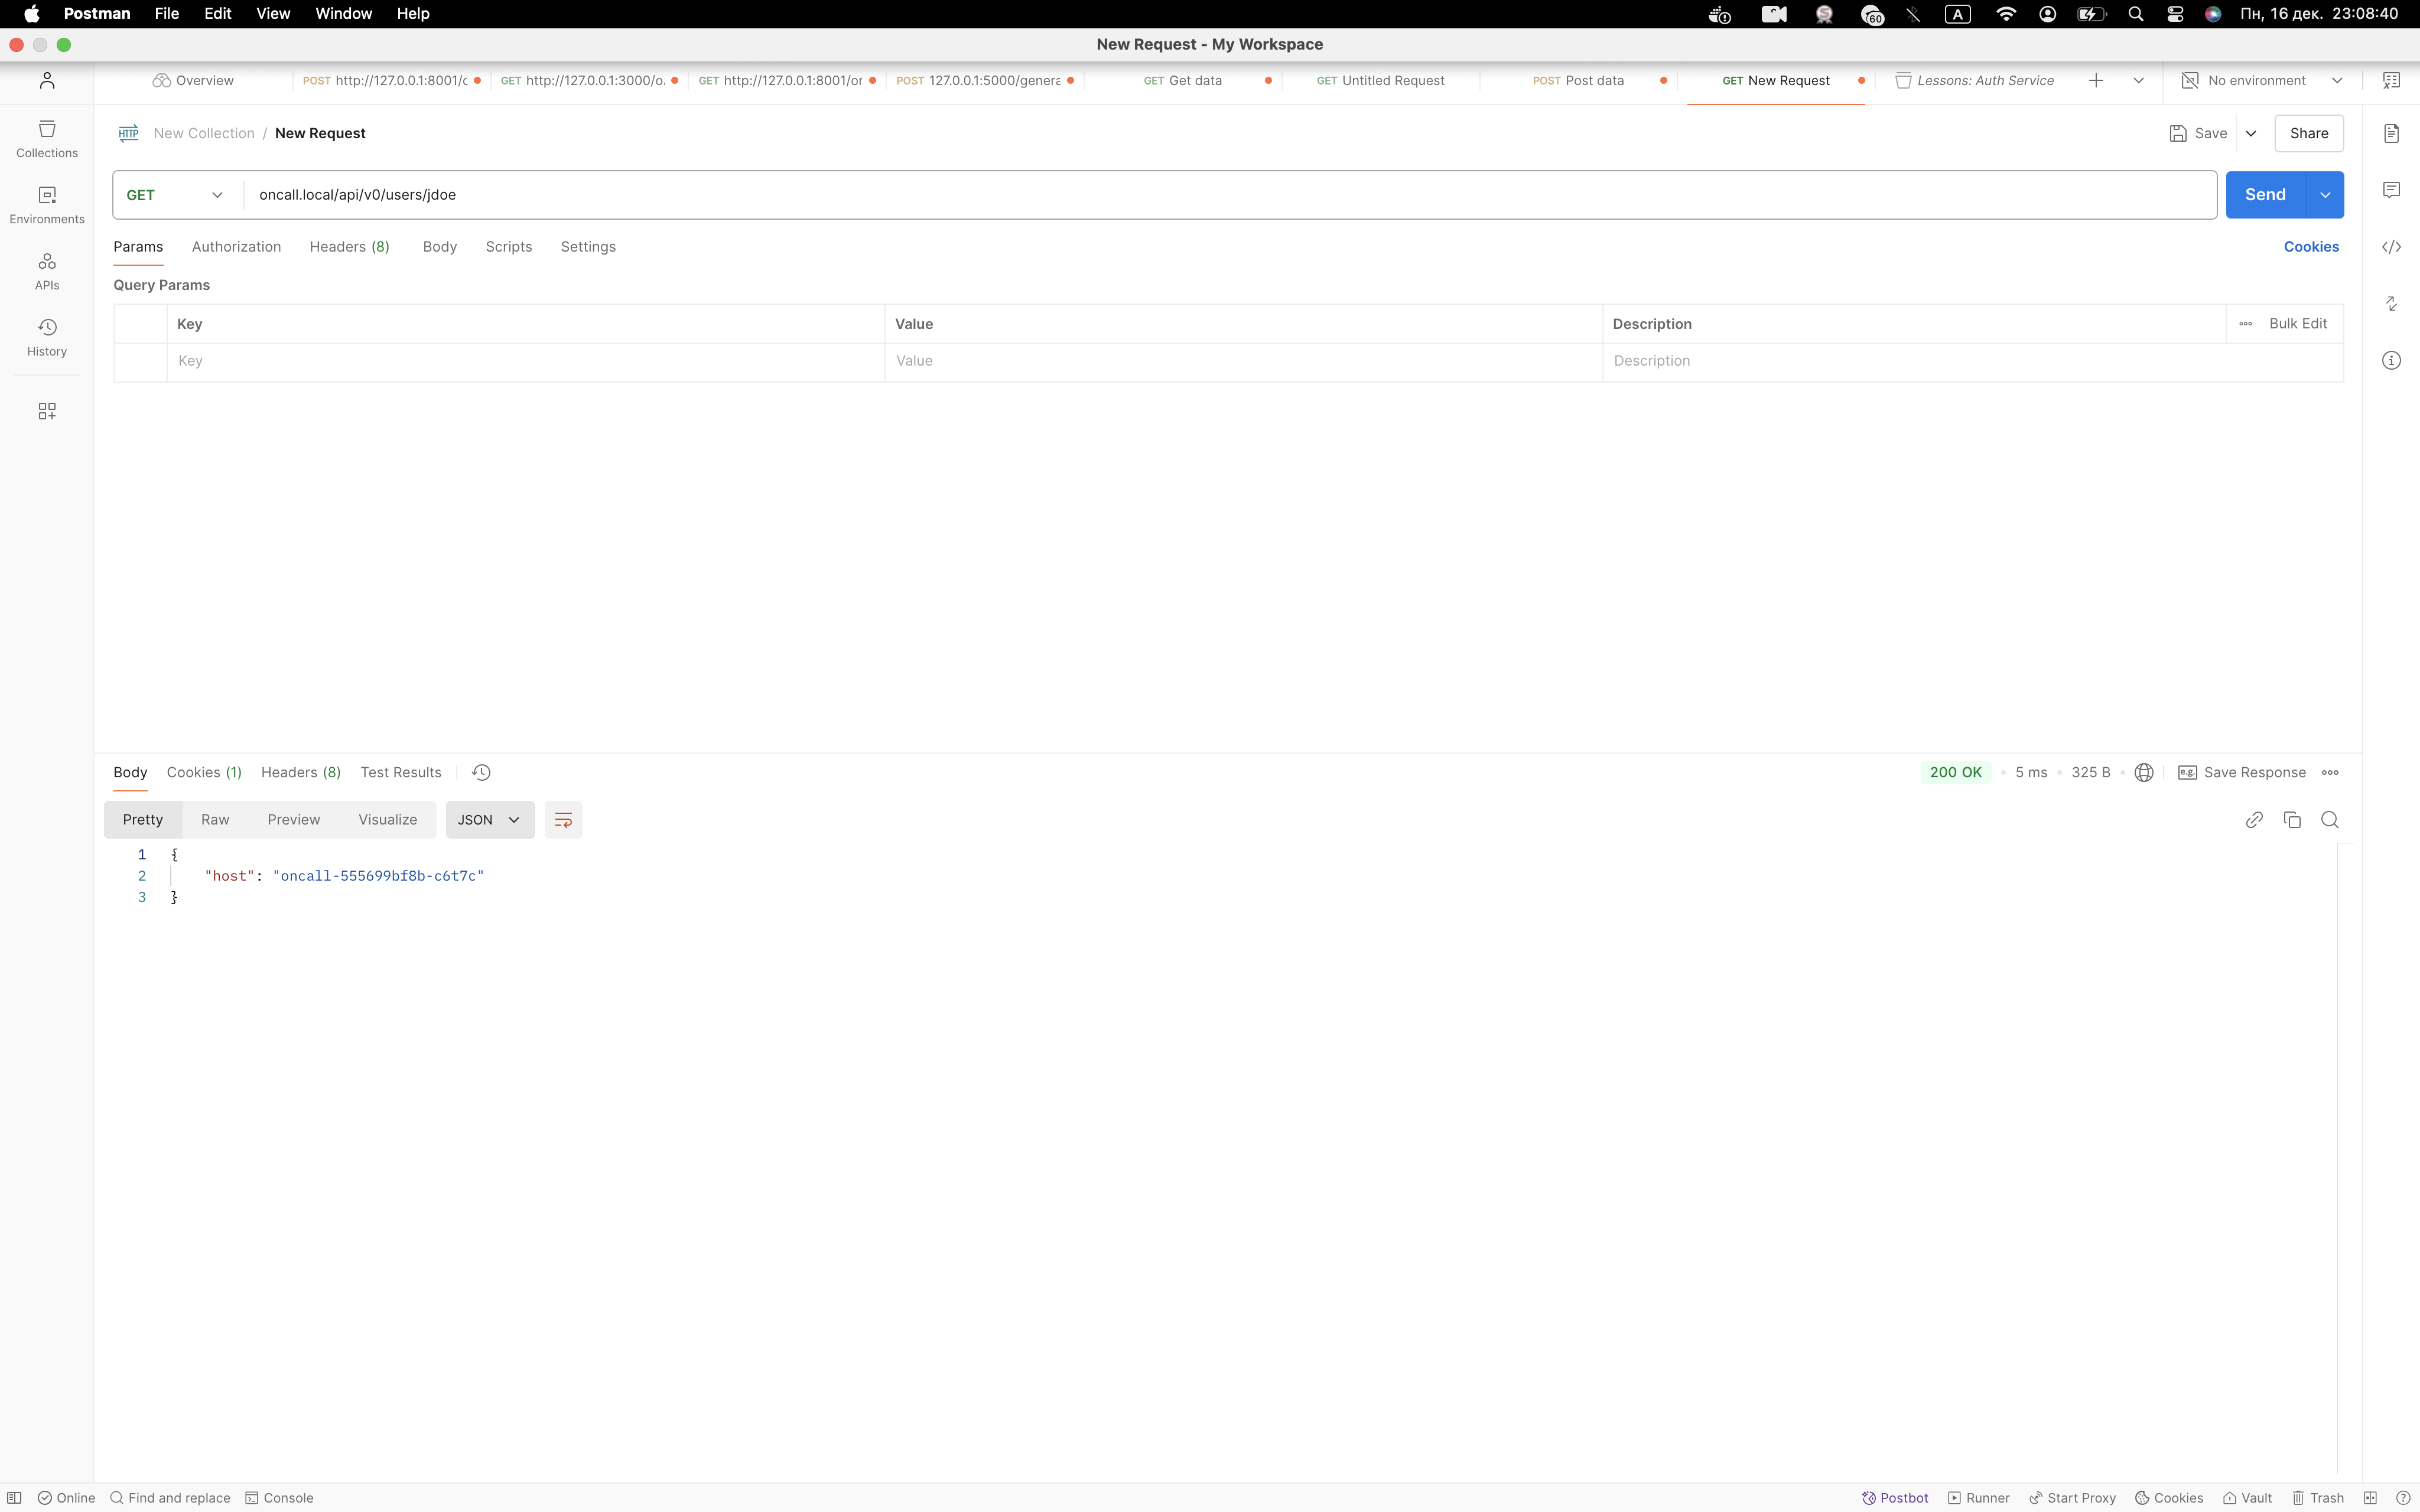 Postman File Edit View Window Help 60 A Пн, 16 дек. 23:08:40
New Request - My Workspace
Overview POST http://127.0.0.1:8001/c GET http://127.0.0.1:3000/o. GET http://127.0.0.1:8001/or POST 127.0.0.1:5000/genera GET Get data GET Untitled Request POST Post data GET New Request Lessons: Auth Service No environment
HTTP New Collection / New Request Save Share
Collections
GET oncall.local/api/v0/users/jdoe Send
Environments
Params Authorization Headers (8) Body Scripts Settings Cookies
APIs
Query Params
Key Value Description Bulk Edit
History
Key Value Description
Body Cookies (1) Headers (8) Test Results 200 OK 5 ms 325 B e.g. Save Response
Pretty Raw Preview Visualize JSON
1 {
2 "host": "oncall-555699bf8b-c6t7c"
3 }
Online Find and replace Console Postbot Runner Start Proxy Cookies Vault Trash